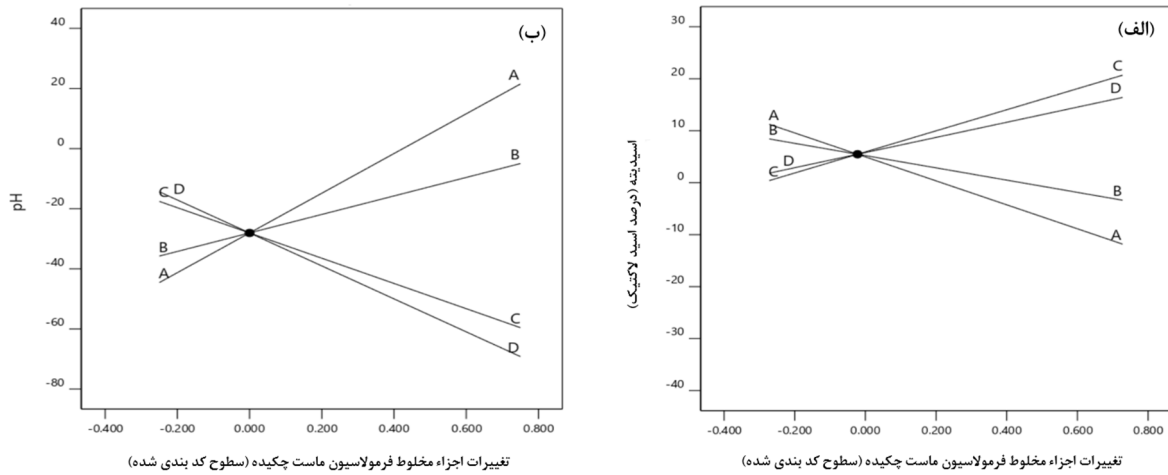 (الف)
30
20
10
0
-10
-20
-30
-40
اسیدیته (درصد اسید لاکتیک)
A
B
D
C
C
D
B
A
-0.400 -0.200 0.000 0.200 0.400 0.600 0.800
تغییرات اجزاء مخلوط فرمولاسیون ماست چکیده (سطوح کد بندی شده)
(ب)
40
20
0
-20
-40
-60
-80
pH
C D
B
A
A
B
C
D
-0.400 -0.200 0.000 0.200 0.400 0.600 0.800
تغییرات اجزاء مخلوط فرمولاسیون ماست چکیده (سطوح کد بندی شده)